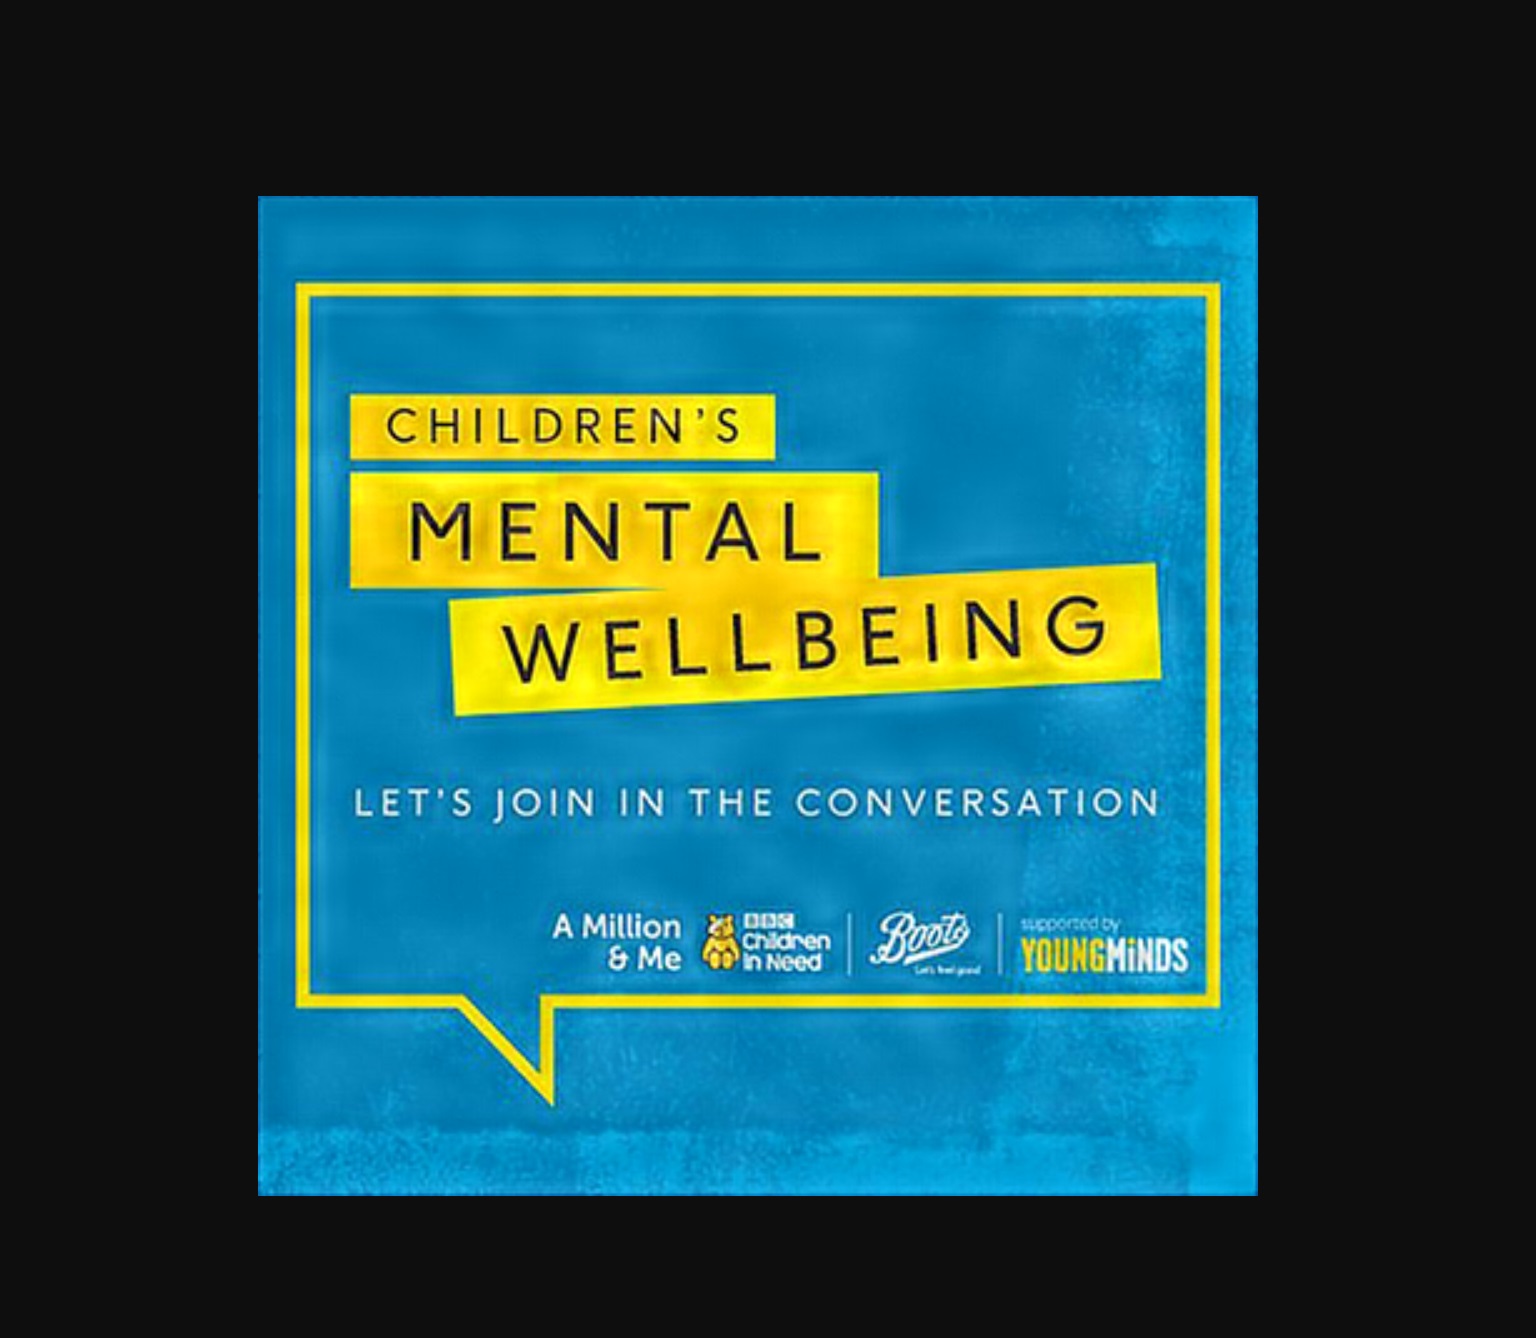 CHILDREN'S
MENTAL
WELLBEING
LET'S JOIN IN THE CONVERSATION
A Million
& Me
BBC
Children
in Need
Boots
Let's feel good
supported by
YOUNGMiNDS